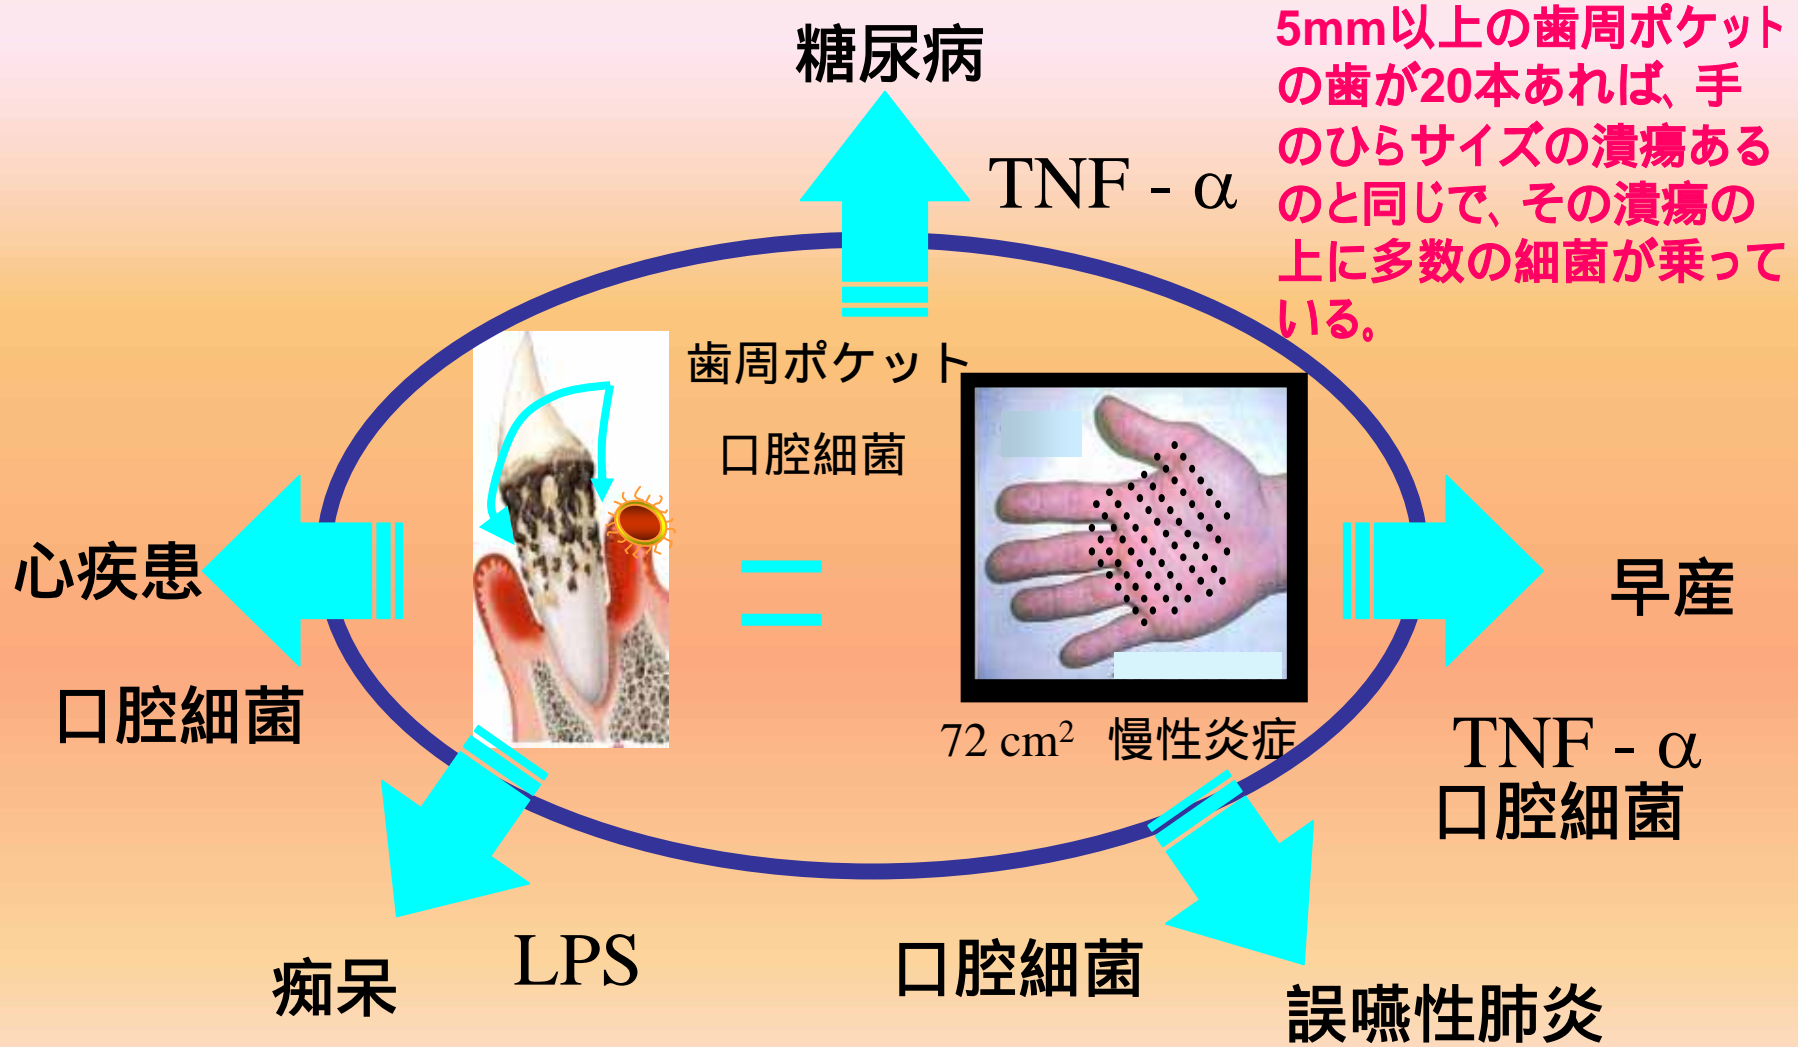 糖尿病
5mm以上の歯周ポケット
の歯が20本あれば、手
のひらサイズの潰瘍ある
のと同じで、その潰瘍の
上に多数の細菌が乗って
いる。
TNF - α
歯周ポケット
口腔細菌
心疾患
＝
早産
口腔細菌
72 cm²　慢性炎症
TNF - α
口腔細菌
痴呆
LPS
口腔細菌
誤嚥性肺炎